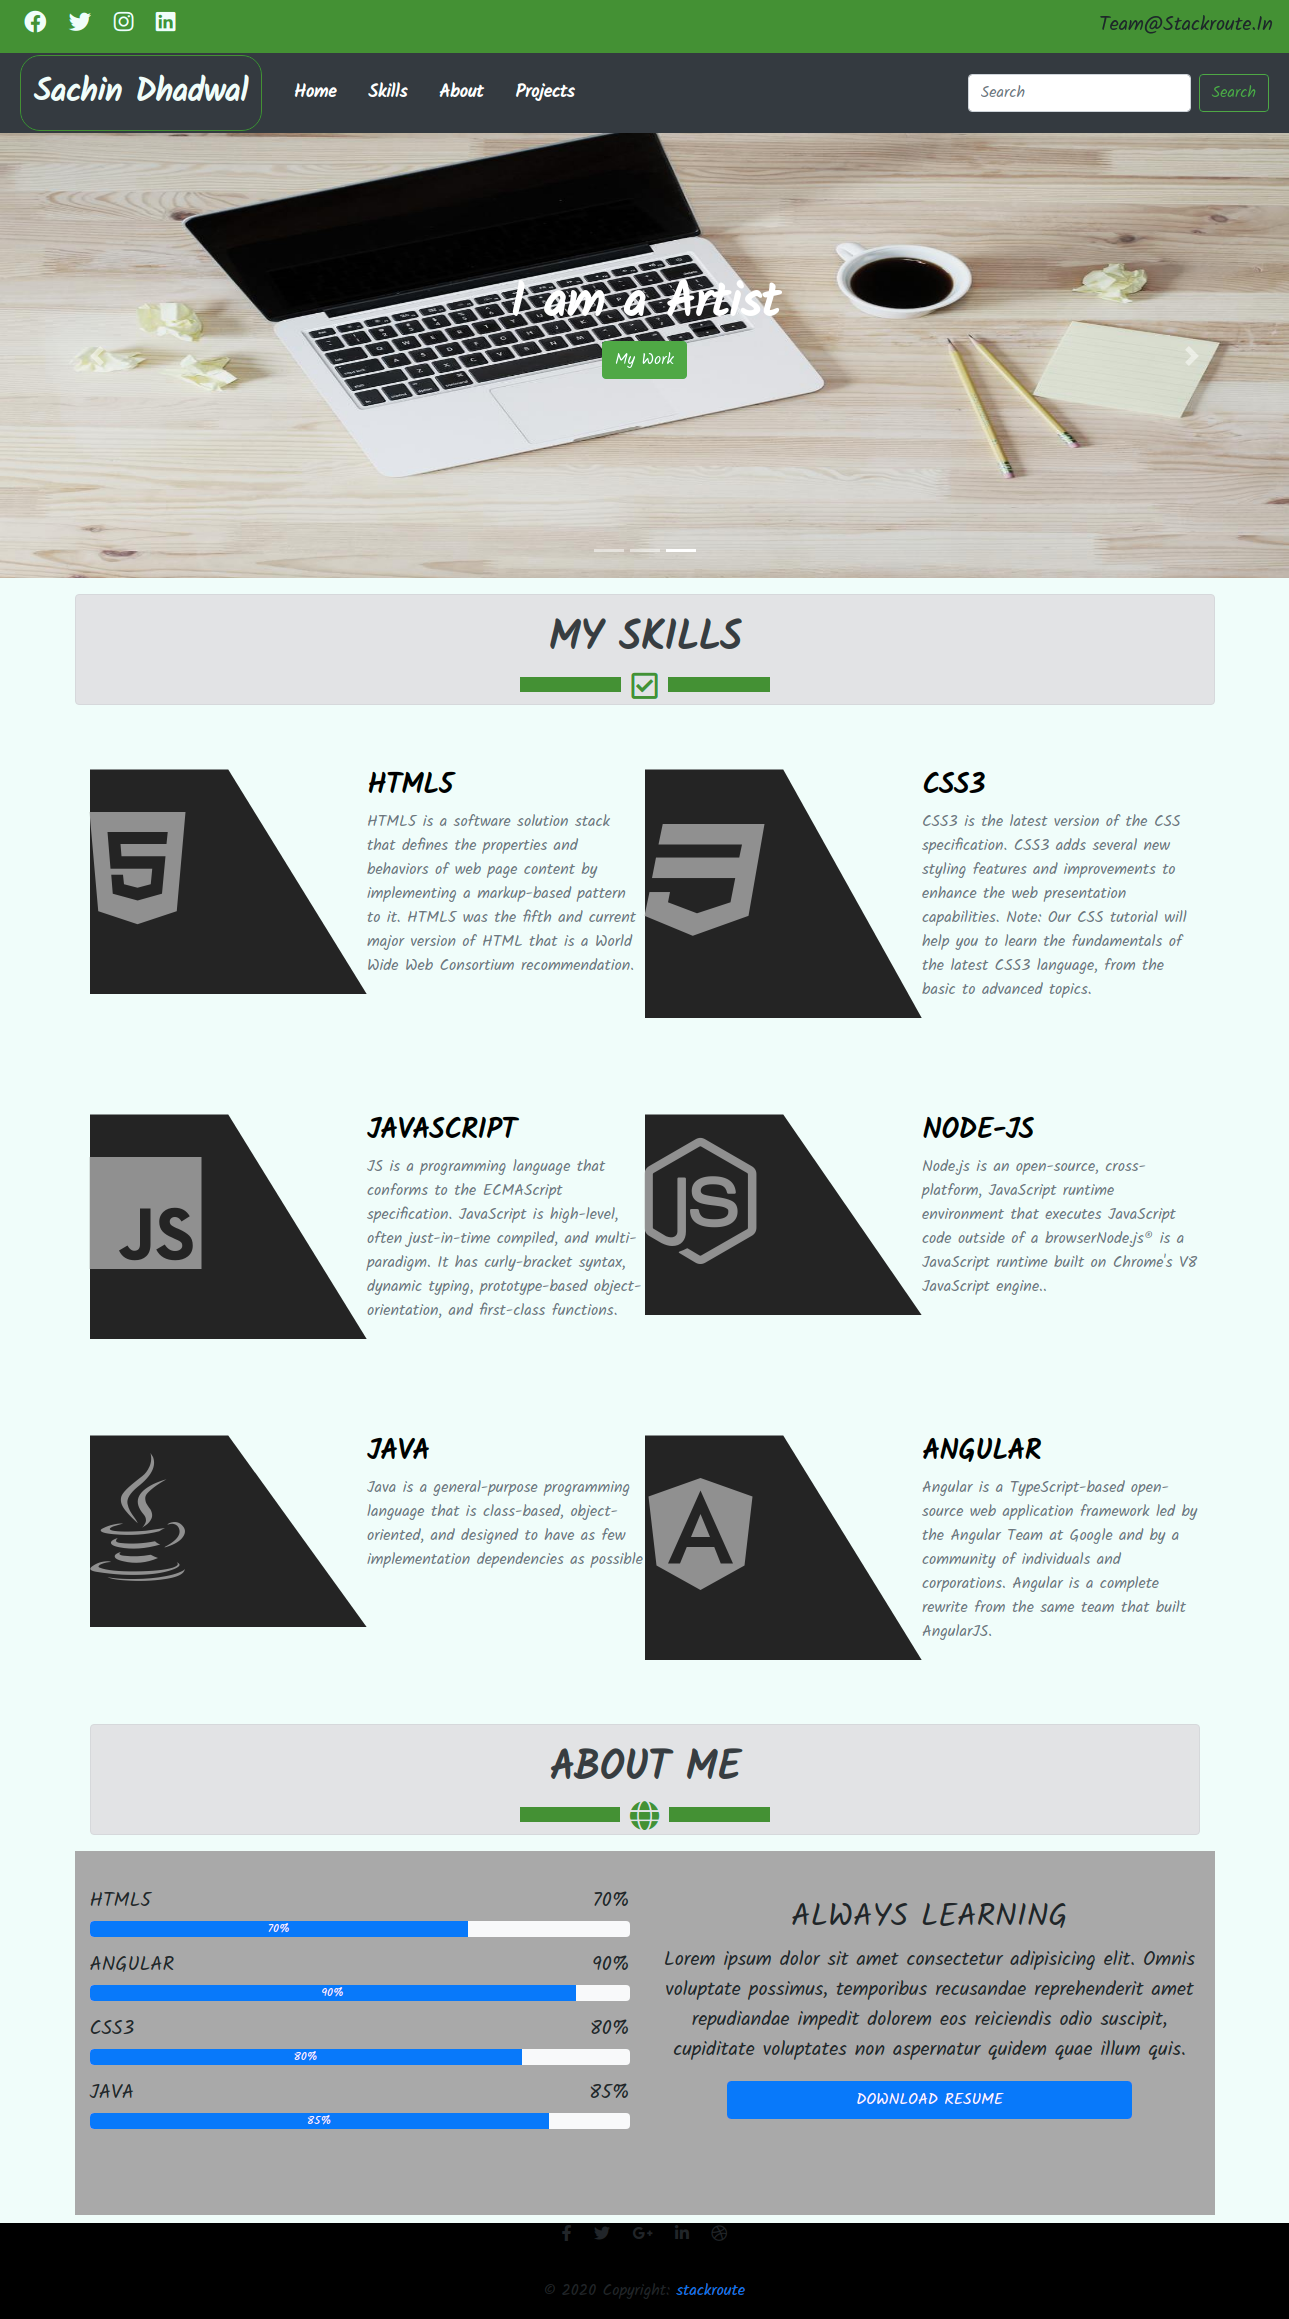 Team@Stackroute.In
Sachin Dhadwal
Home Skills About Projects
Search
Search
I am a Artist
My Work
MY SKILLS
HTML5
HTML5 is a software solution stack
that defines the properties and
behaviors of web page content by
implementing a markup-based pattern
to it. HTML5 was the fifth and current
major version of HTML that is a World
Wide Web Consortium recommendation.
CSS3
CSS3 is the latest version of the CSS
specification. CSS3 adds several new
styling features and improvements to
enhance the web presentation
capabilities. Note: Our CSS tutorial will
help you to learn the fundamentals of
the latest CSS3 language, from the
basic to advanced topics.
JS
JAVASCRIPT
JS is a programming language that
conforms to the ECMAScript
specification. JavaScript is high-level,
often just-in-time compiled, and multi-
paradigm. It has curly-bracket syntax,
dynamic typing, prototype-based object-
orientation, and first-class functions.
JS
NODE-JS
Node.js is an open-source, cross-
platform, JavaScript runtime
environment that executes JavaScript
code outside of a browserNode.js® is a
JavaScript runtime built on Chrome's V8
JavaScript engine..
JAVA
Java is a general-purpose programming
language that is class-based, object-
oriented, and designed to have as few
implementation dependencies as possible
A
ANGULAR
Angular is a TypeScript-based open-
source web application framework led by
the Angular Team at Google and by a
community of individuals and
corporations. Angular is a complete
rewrite from the same team that built
AngularJS.
ABOUT ME
HTML5 70%
70%
ANGULAR 90%
90%
CSS3 80%
80%
JAVA 85%
85%
ALWAYS LEARNING
Lorem ipsum dolor sit amet consectetur adipisicing elit. Omnis
voluptate possimus, temporibus recusandae reprehenderit amet
repudiandae impedit dolorem eos reiciendis odio suscipit,
cupiditate voluptates non aspernatur quidem quae illum quis.
DOWNLOAD RESUME
© 2020 Copyright: stackroute